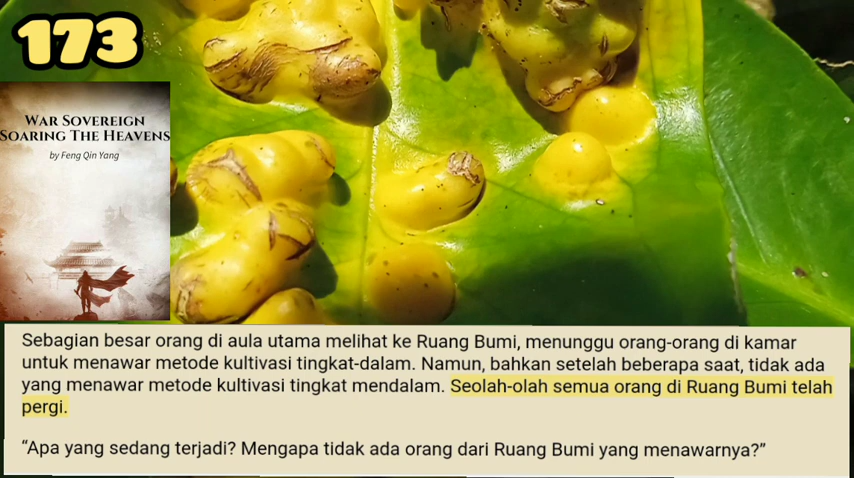 173
WAR SOVEREIGN
SOARING THE HEAVENS
by Feng Qin Yang
Sebagian besar orang di aula utama melihat ke Ruang Bumi, menunggu orang-orang di kamar
untuk menawar metode kultivasi tingkat-dalam. Namun, bahkan setelah beberapa saat, tidak ada
yang menawar metode kultivasi tingkat mendalam. Seolah-olah semua orang di Ruang Bumi telah
pergi.
“Apa yang sedang terjadi? Mengapa tidak ada orang dari Ruang Bumi yang menawarnya?”